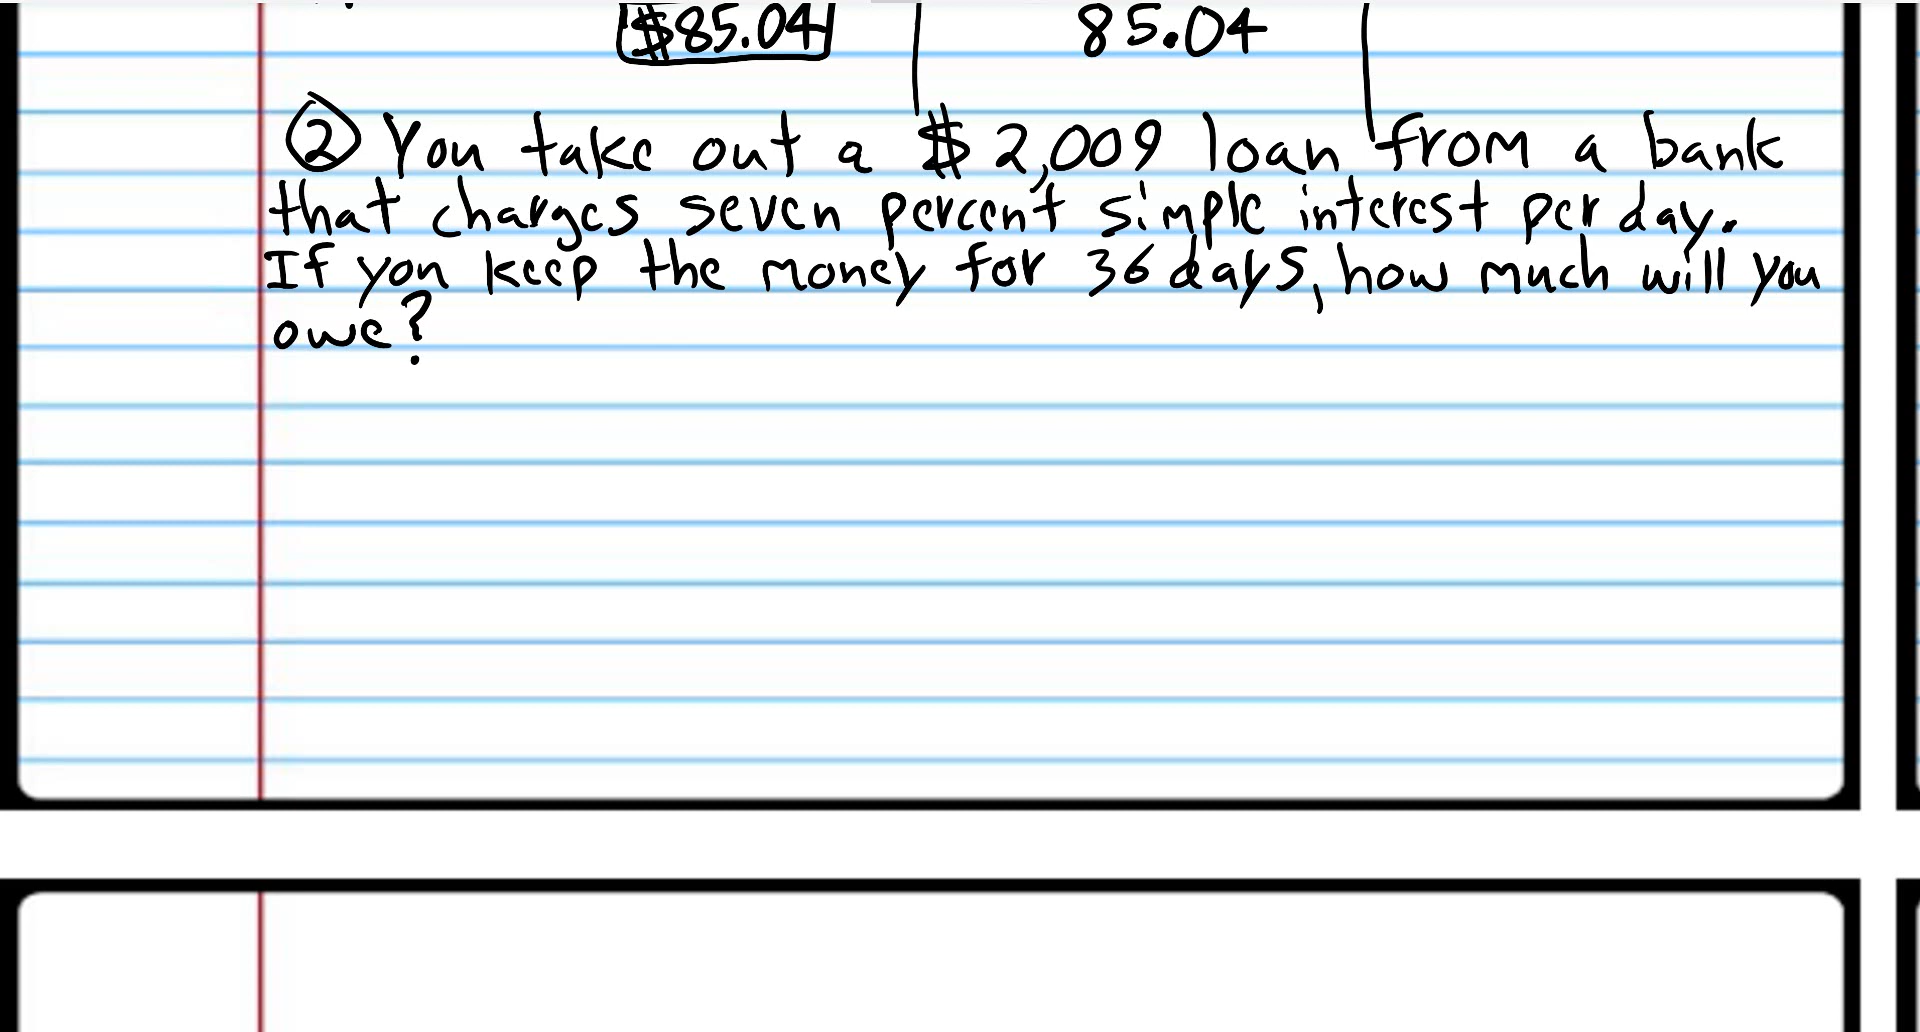 $85.04 85.04
② You take out a $2,009 loan from a bank
that charges seven percent simple interest per day.
If you keep the money for 36 days, how much will you
owe?